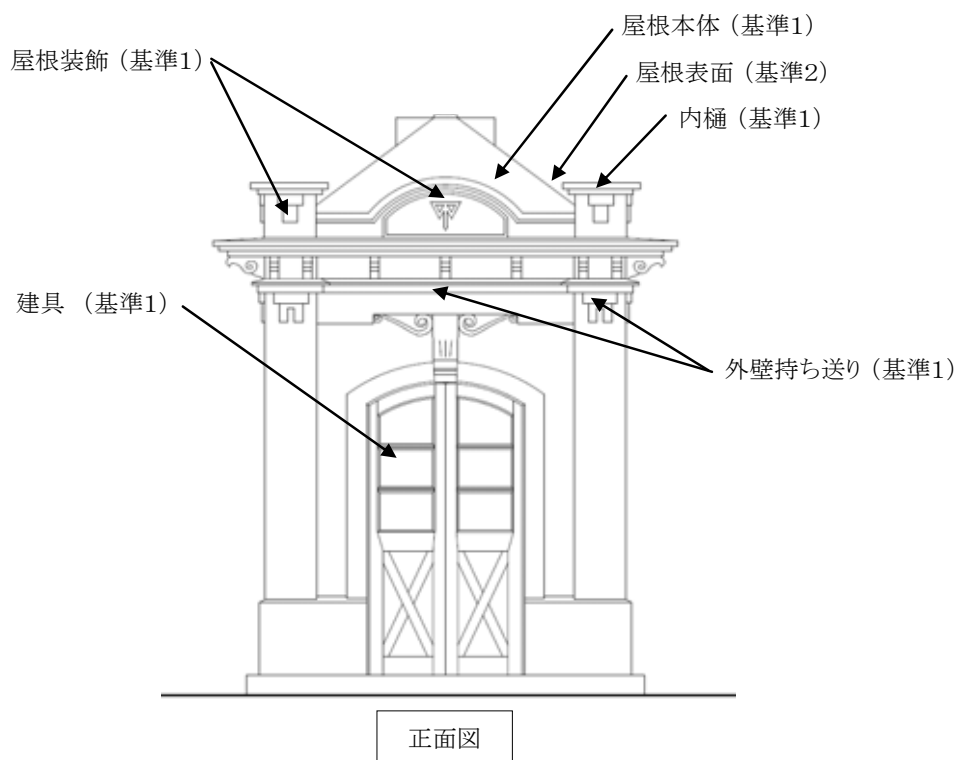 屋根本体（基準1）
屋根装飾（基準1）
屋根表面（基準2）
内樋（基準1）
建具　（基準1）
外壁持ち送り（基準1）
正面図